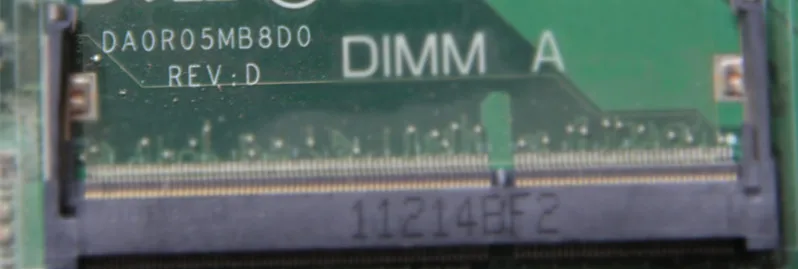 DA0R05MB8D0
REV:D
DIMM A
11214BF2